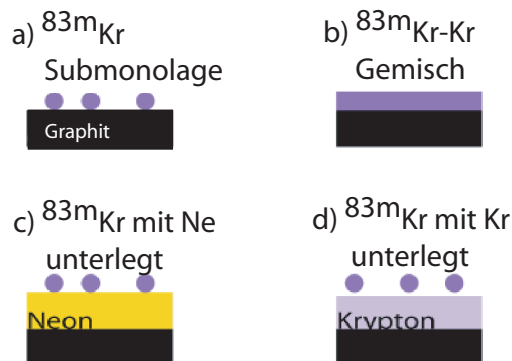 a) 83mKr
Submonolage
Graphit
b) 83mKr-Kr
Gemisch
c) 83mKr mit Ne
unterlegt
Neon
d) 83mKr mit Kr
unterlegt
Krypton